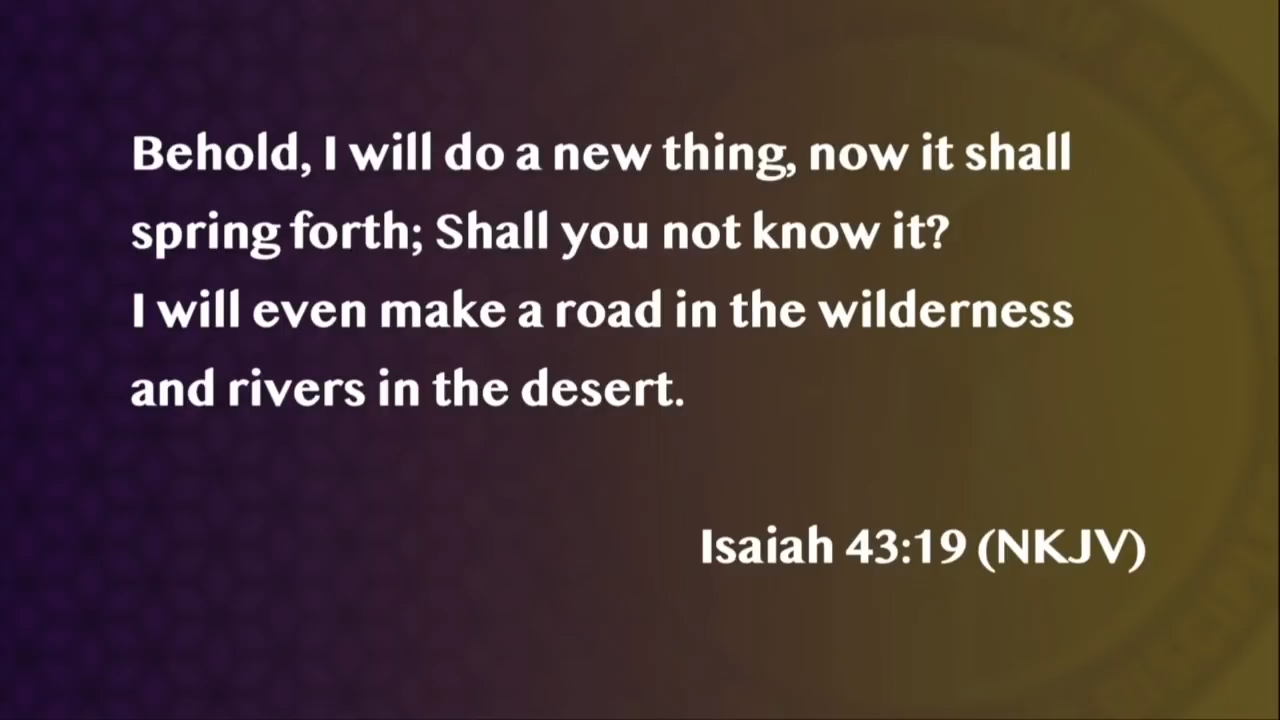 Behold, I will do a new thing, now it shall
spring forth; Shall you not know it?
I will even make a road in the wilderness
and rivers in the desert.
Isaiah 43:19 (NKJV)